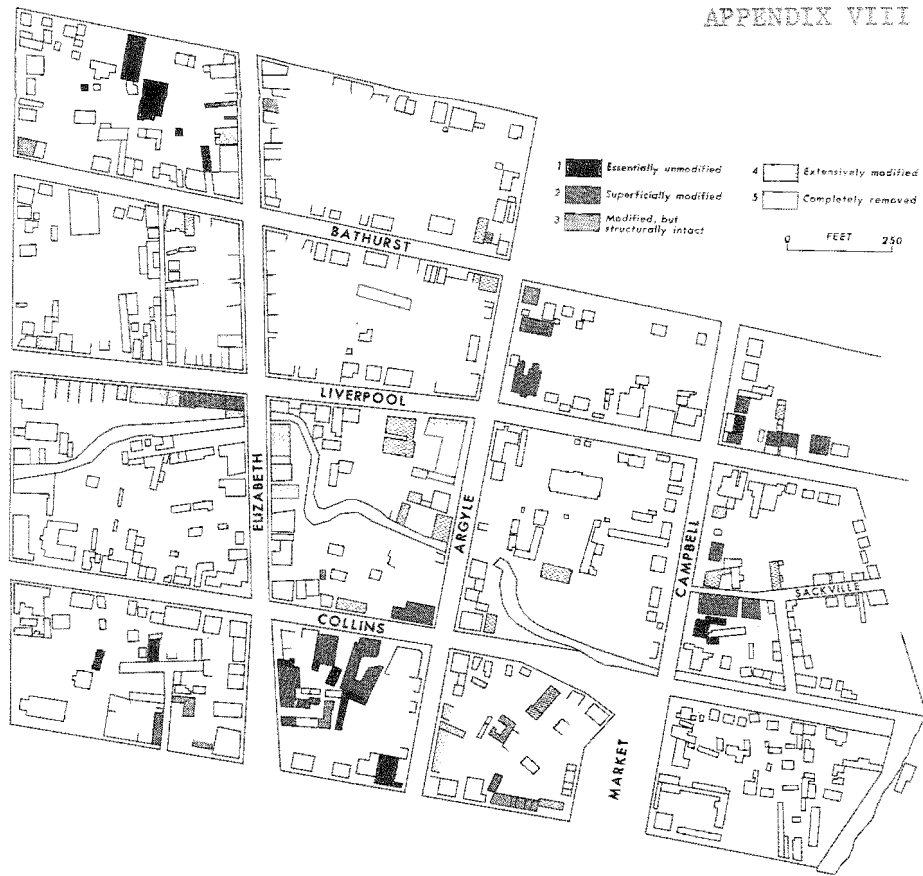 APPENDIX VIII
1 Essentially unmodified
2 Superficially modified
3 Modified, but
structurally intact
4 Extensively modified
5 Completely removed
0 FEET 250
BATHURST
LIVERPOOL
ELIZABETH
ARGYLE
CAMPBELL
SACKVILLE
COLLINS
MARKET